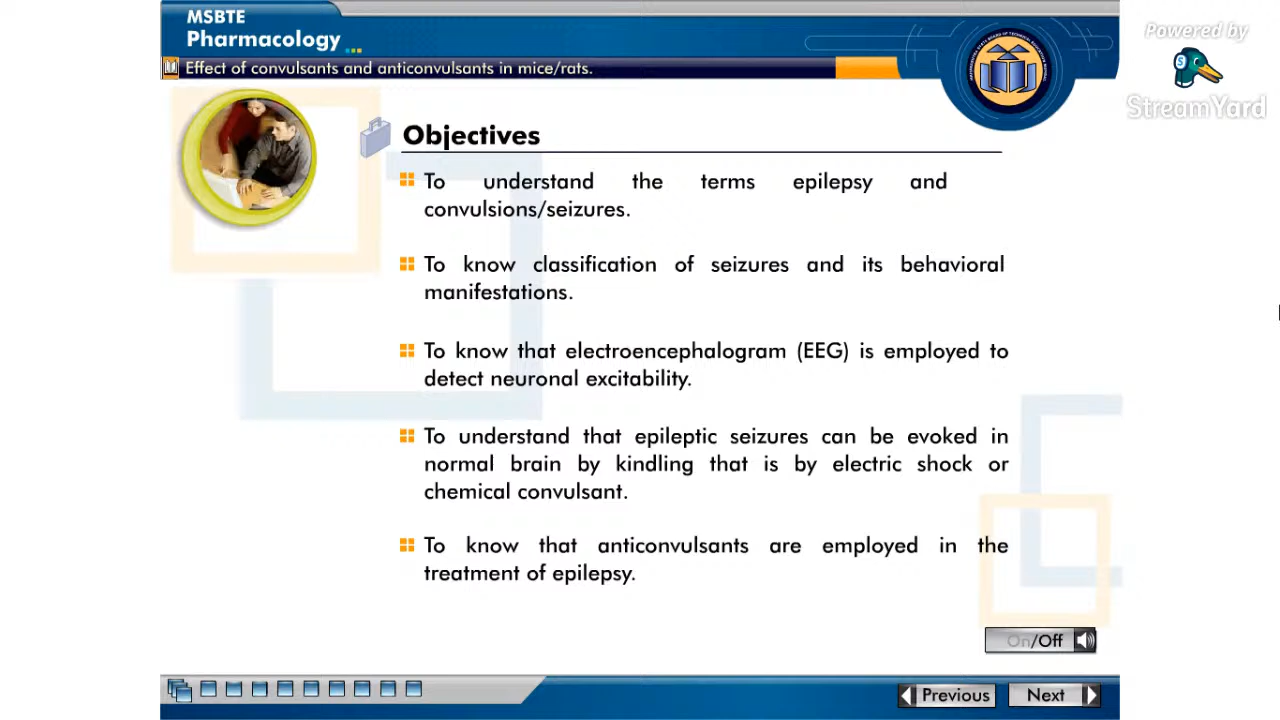 MSBTE
Pharmacology
Effect of convulsants and anticonvulsants in mice/rats.
Powered by
StreamYard
Objectives
To understand the terms epilepsy and
convulsions/seizures.
To know classification of seizures and its behavioral
manifestations.
To know that electroencephalogram (EEG) is employed to
detect neuronal excitability.
To understand that epileptic seizures can be evoked in
normal brain by kindling that is by electric shock or
chemical convulsant.
To know that anticonvulsants are employed in the
treatment of epilepsy.
On/Off
Previous
Next